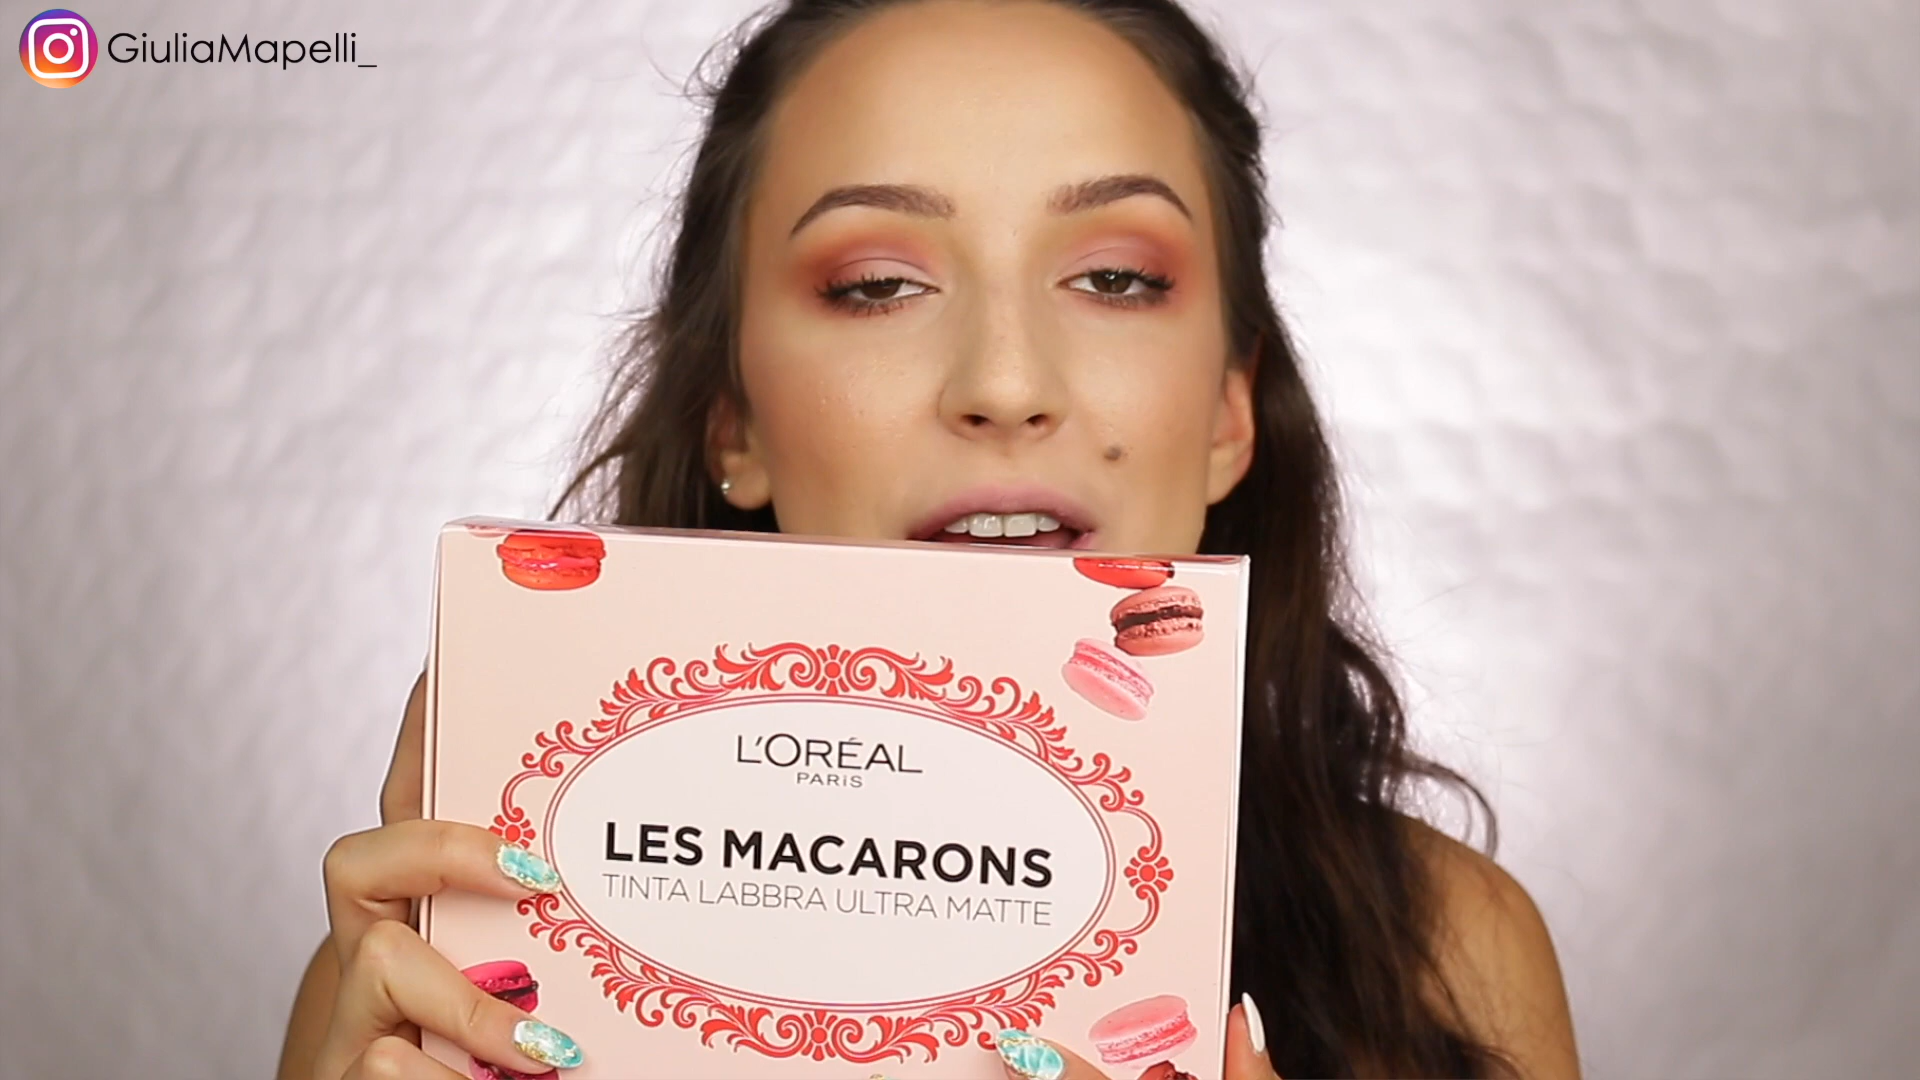 GiuliaMapelli_
L'ORÉAL
PARiS
LES MACARONS
TINTA LABBRA ULTRA MATTE